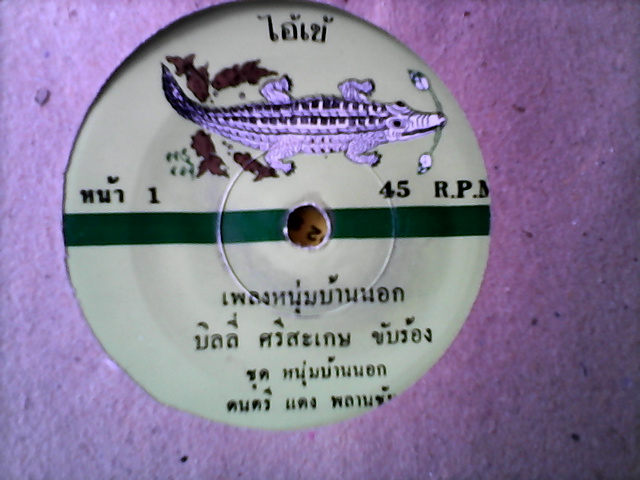 ไอ้เข้
หน้า 1
45 R.P.M
เพลงหนุ่มบ้านนอก
บิลลี่ ศรีสะเกษ ขับร้อง
ชุด หนุ่มบ้านนอก
ดนตรี แดง